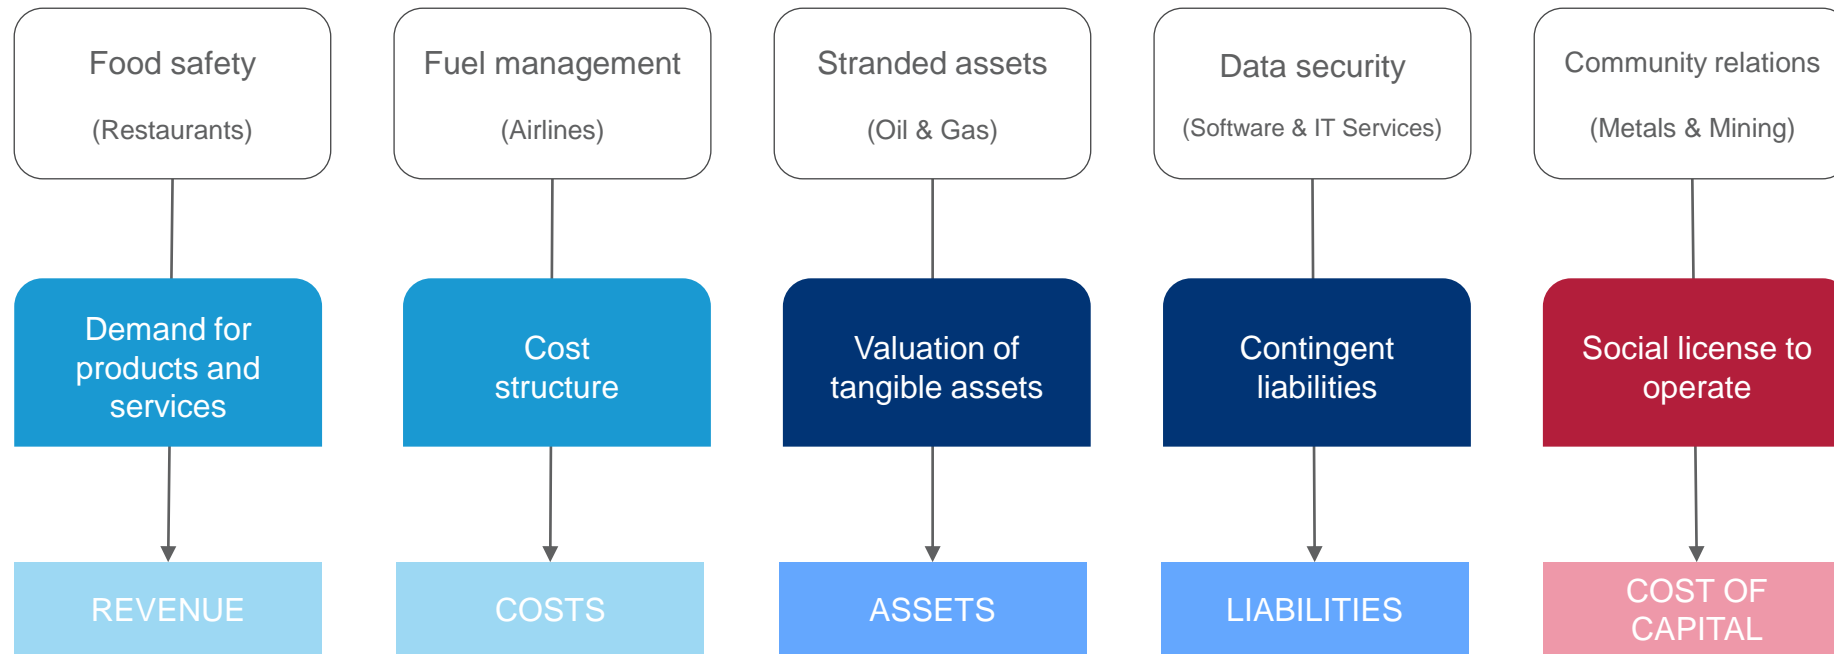 Food safety
(Restaurants)
Fuel management
(Airlines)
Stranded assets
(Oil & Gas)
Data security
(Software & IT Services)
Community relations
(Metals & Mining)
Demand for
products and
services
Cost
structure
Valuation of
tangible assets
Contingent
liabilities
Social license to
operate
REVENUE
COSTS
ASSETS
LIABILITIES
COST OF
CAPITAL